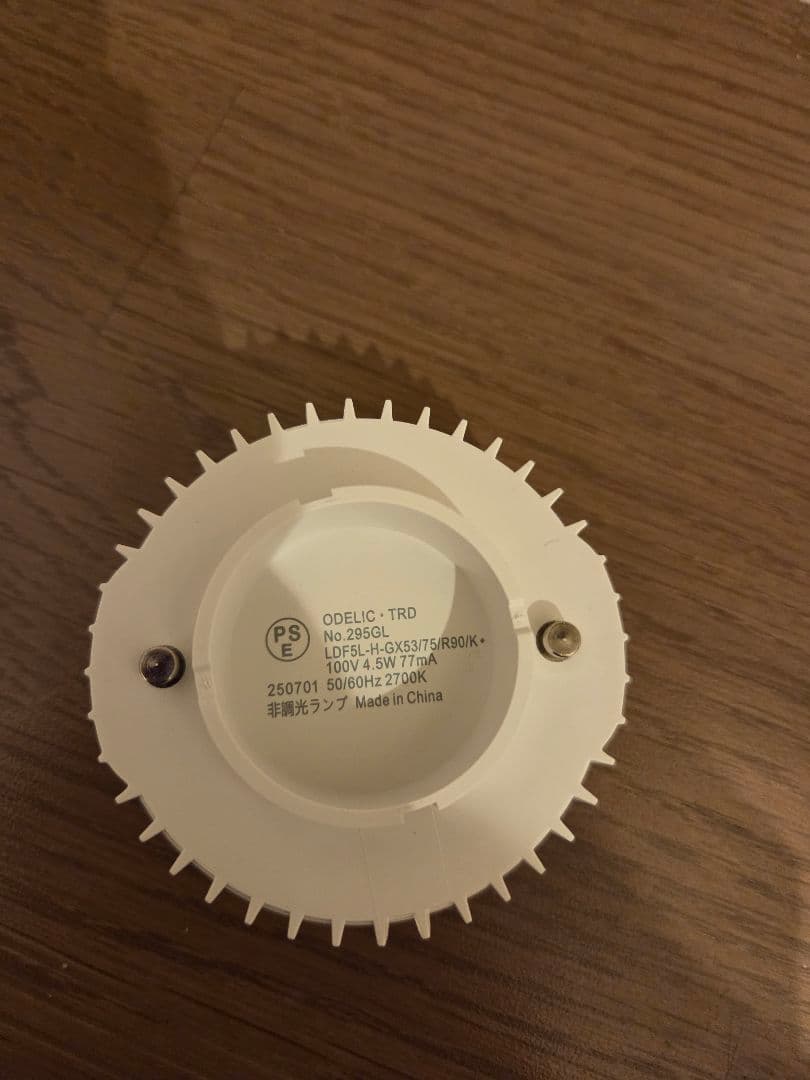 PS
E
ODELIC・TRD
No.295GL
LDF5L-H-GX53/75/R90/K・
100V 4.5W 77mA
250701 50/60Hz 2700K
非調光ランプ Made in China